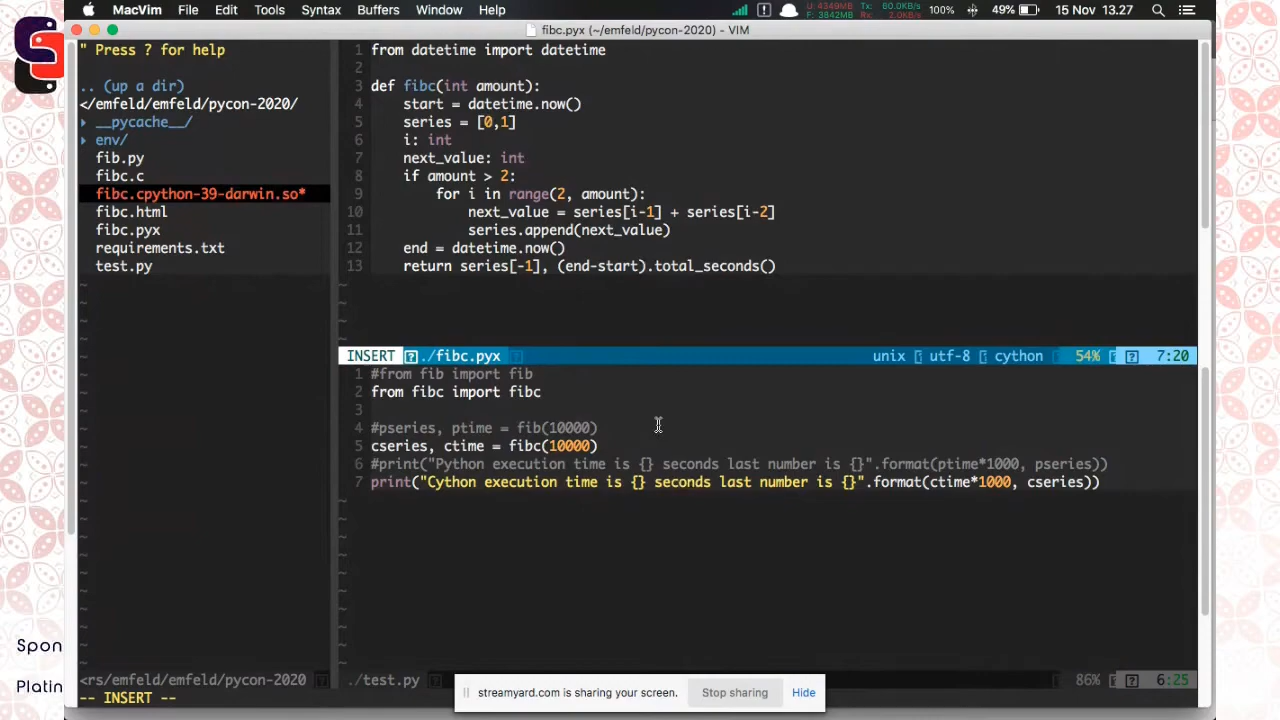 MacVim File Edit Tools Syntax Buffers Window Help U: 4349MB F: 3842MB Tx: 60.0KB/s Rx: 2.0KB/s 100% 49% 15 Nov 13.27
fibc.pyx (~/emfeld/pycon-2020) - VIM
" Press ? for help
.. (up a dir)
</emfeld/emfeld/pycon-2020/
▸ __pycache__/
▸ env/
fib.py
fibc.c
fibc.cpython-39-darwin.so*
fibc.html
fibc.pyx
requirements.txt
test.py
<rs/emfeld/emfeld/pycon-2020
-- INSERT --
1 from datetime import datetime
2
3 def fibc(int amount):
4 start = datetime.now()
5 series = [0,1]
6 i: int
7 next_value: int
8 if amount > 2:
9 for i in range(2, amount):
10 next_value = series[i-1] + series[i-2]
11 series.append(next_value)
12 end = datetime.now()
13 return series[-1], (end-start).total_seconds()
INSERT ./fibc.pyx unix utf-8 cython 54% 7:20
1 #from fib import fib
2 from fibc import fibc
3
4 #pseries, ptime = fib(10000)
5 cseries, ctime = fibc(10000)
6 #print("Python execution time is {} seconds last number is {}".format(ptime*1000, pseries))
7 print("Cython execution time is {} seconds last number is {}".format(ctime*1000, cseries))
./test.py 86% 6:25
streamyard.com is sharing your screen. Stop sharing Hide
Spon
Platin